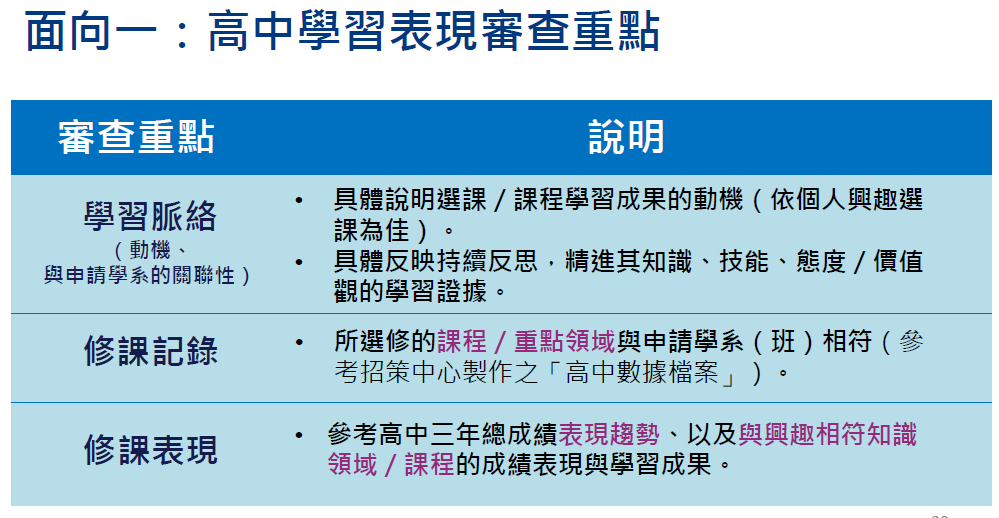 面向一：高中學習表現審查重點
審查重點
說明
學習脈絡
（動機、
與申請學系的關聯性）
• 具體說明選課／課程學習成果的動機（依個人興趣選
課為佳）。
• 具體反映持續反思，精進其知識、技能、態度／價值
觀的學習證據。
修課記錄
• 所選修的課程／重點領域與申請學系（班）相符（參
考招策中心製作之「高中數據檔案」）。
修課表現
• 參考高中三年總成績表現趨勢、以及與興趣相符知識
領域／課程的成績表現與學習成果。